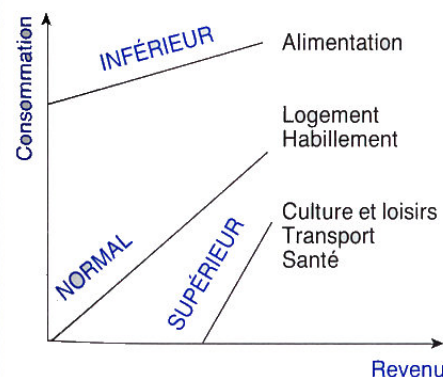 Consommation
INFÉRIEUR
Alimentation
Logement
Habillement
NORMAL
SUPÉRIEUR
Culture et loisirs
Transport
Santé
Revenu